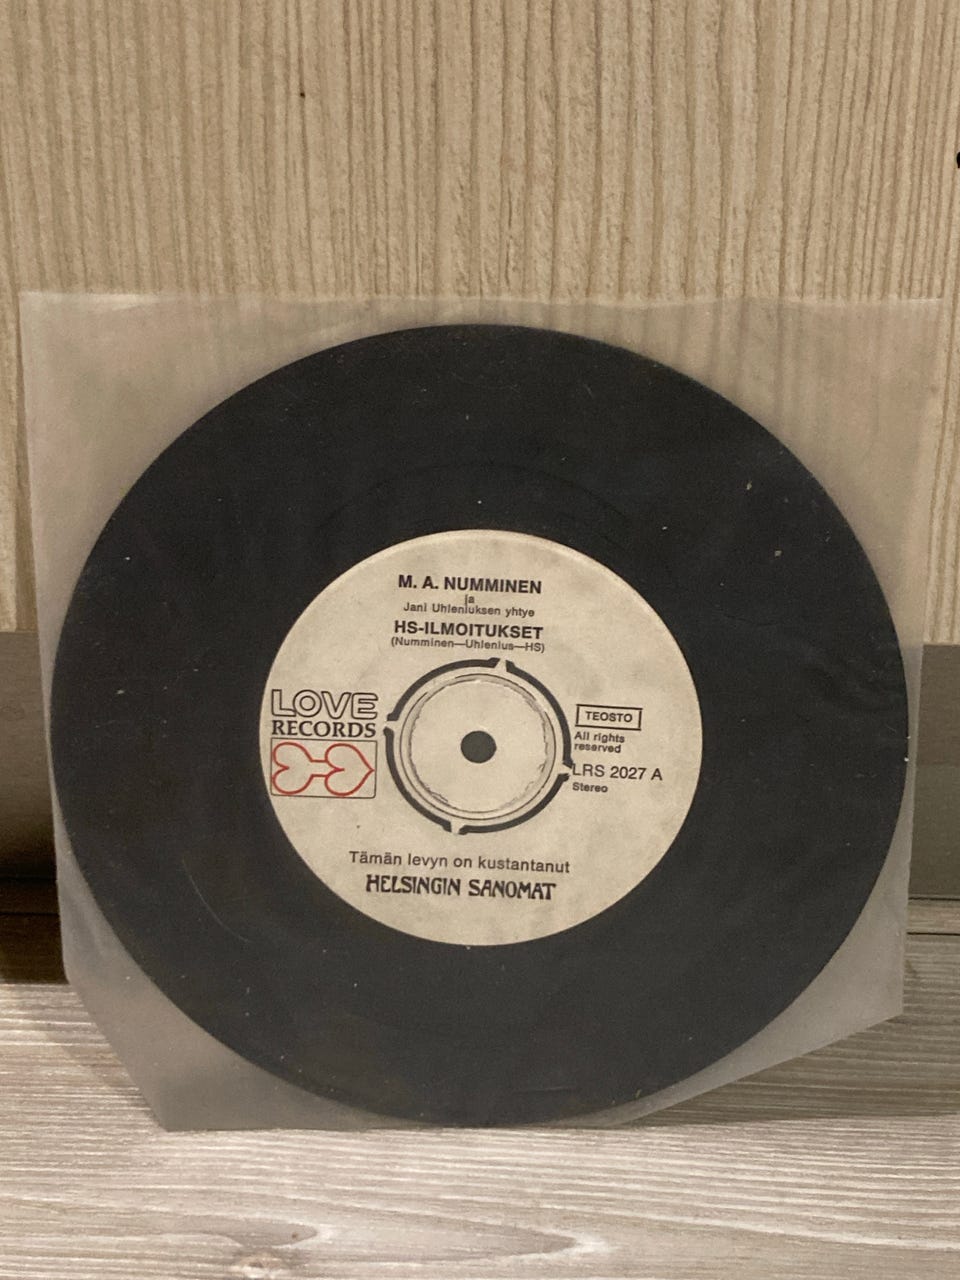 M. A. NUMMINEN
ja
Jani Uhleniuksen yhtye
HS-ILMOITUKSET
(Numminen—Uhlenius—HS)
LOVE
RECORDS
TEOSTO
All rights
reserved
LRS 2027 A
Stereo
Tämän levyn on kustantanut
HELSINGIN SANOMAT